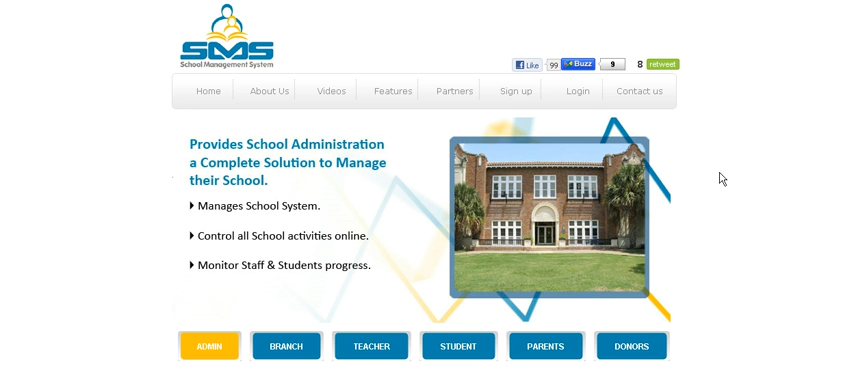 SMS
School Management System
Like 99 Buzz 9 8 retweet
Home About Us Videos Features Partners Sign up Login Contact us
Provides School Administration
a Complete Solution to Manage
their School.
Manages School System.
Control all School activities online.
Monitor Staff & Students progress.
ADMIN BRANCH TEACHER STUDENT PARENTS DONORS